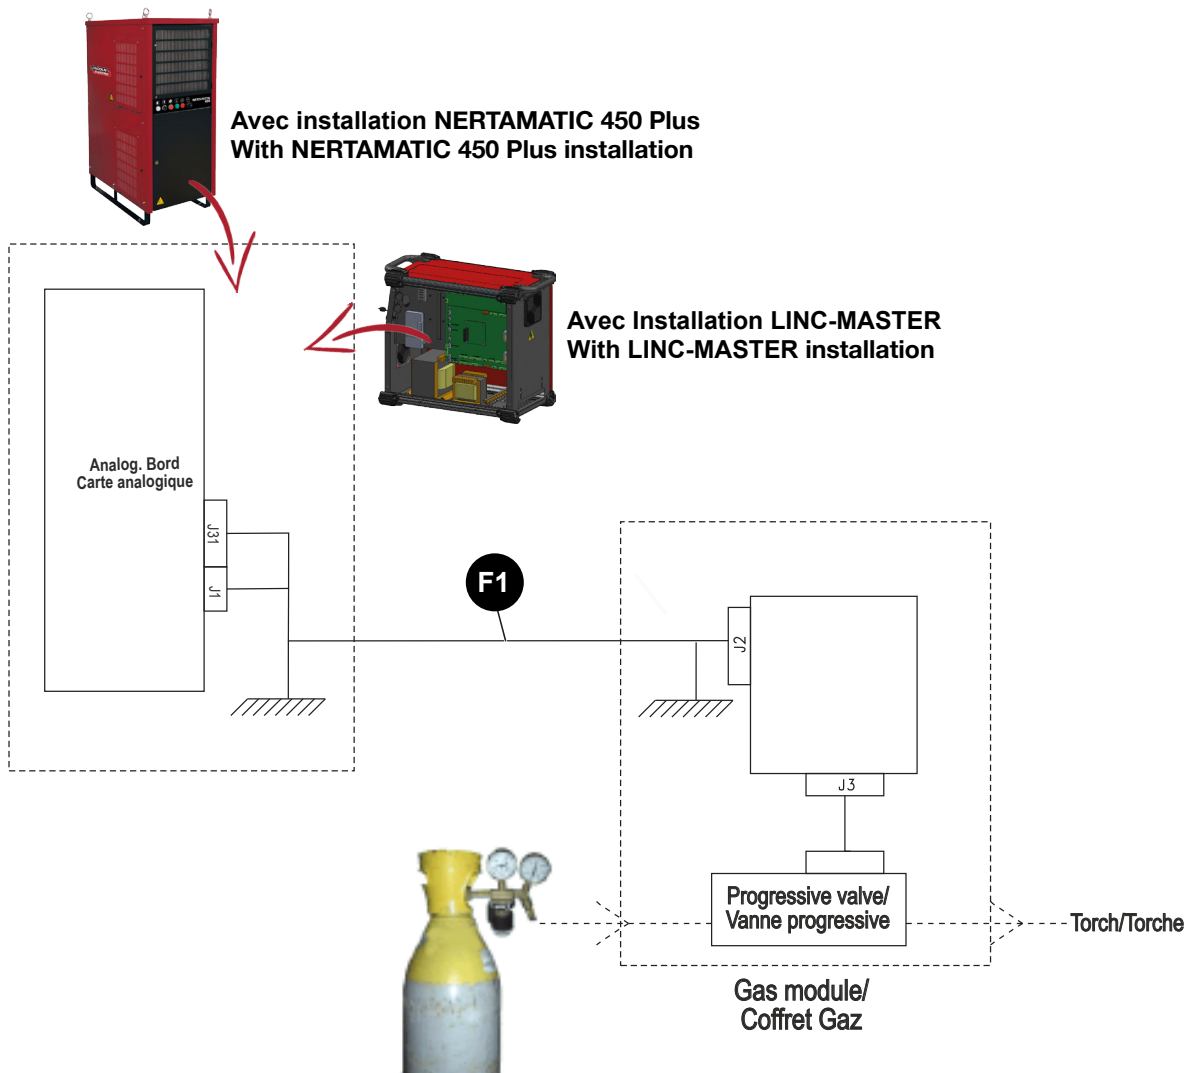 Avec installation NERTAMATIC 450 Plus
With NERTAMATIC 450 Plus installation
Avec Installation LINC-MASTER
With LINC-MASTER installation
Analog. Bord
Carte analogique
J31
J1
F1
J2
J3
Progressive valve/
Vanne progressive
Torch/Torche
Gas module/
Coffret Gaz